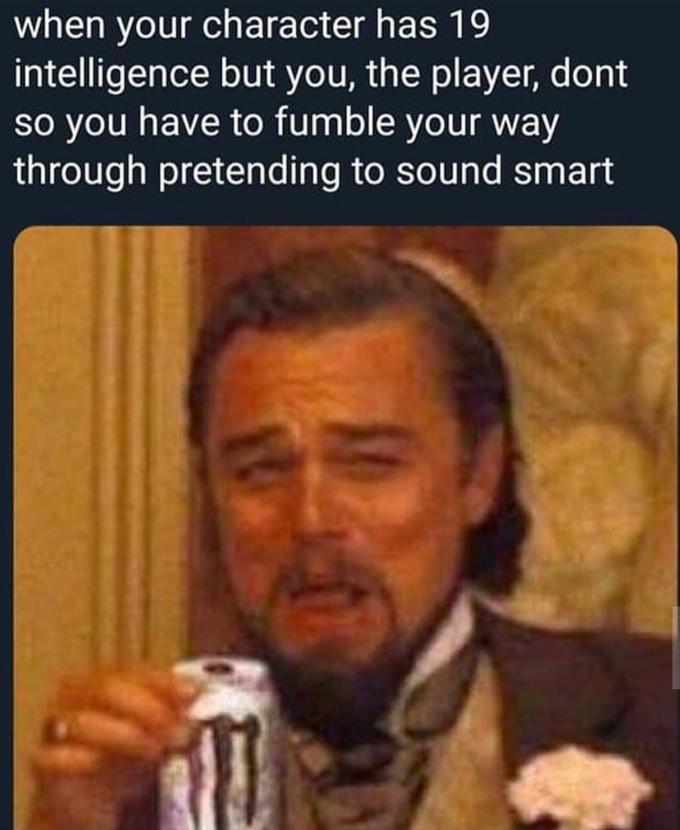 when your character has 19
intelligence but you, the player, dont
so you have to fumble your way
through pretending to sound smart